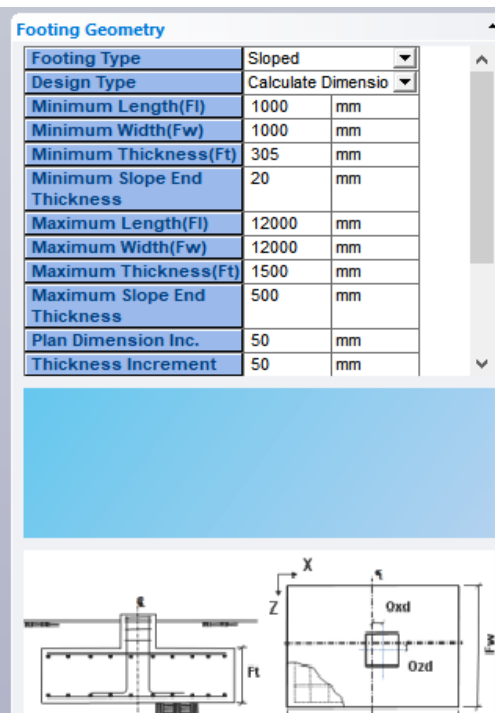 Footing Geometry
Footing Type Sloped
Design Type Calculate Dimensio
Minimum Length(Fl) 1000 mm
Minimum Width(Fw) 1000 mm
Minimum Thickness(Ft) 305 mm
Minimum Slope End 20 mm
Thickness
Maximum Length(Fl) 12000 mm
Maximum Width(Fw) 12000 mm
Maximum Thickness(Ft) 1500 mm
Maximum Slope End 500 mm
Thickness
Plan Dimension Inc. 50 mm
Thickness Increment 50 mm
X
Z
Oxd
Ozd
Fw
Ft